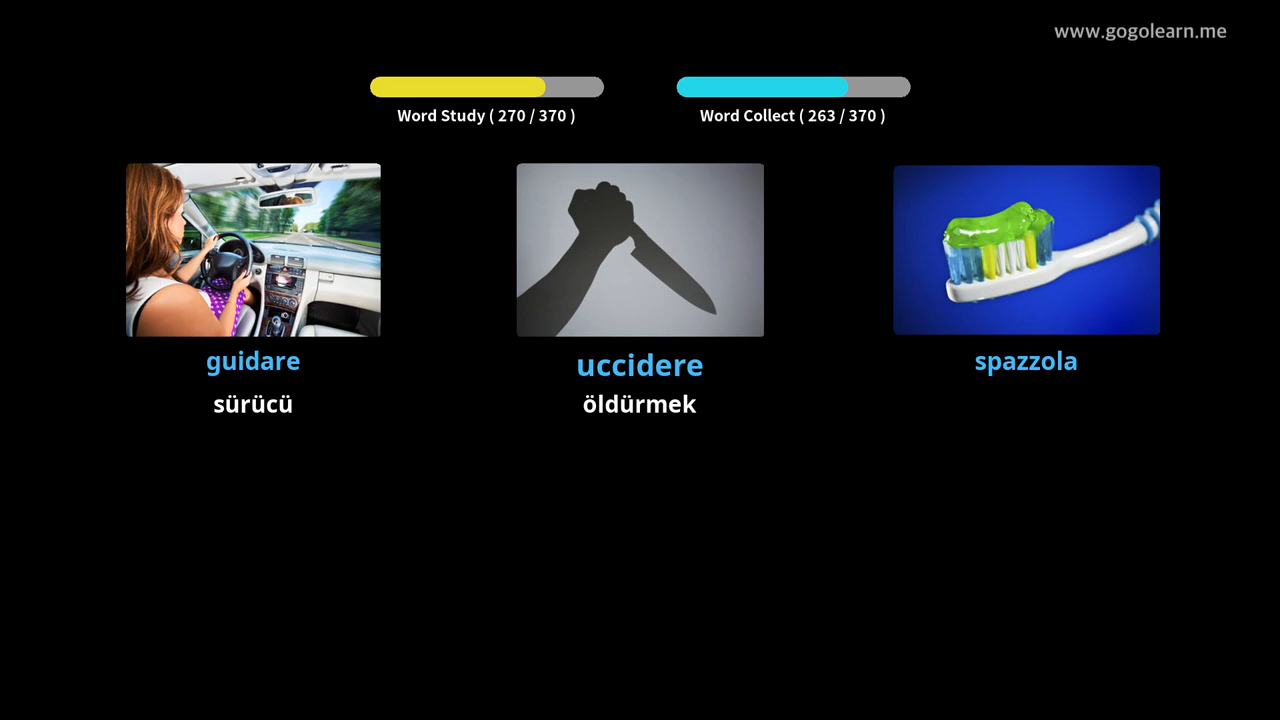 www.gogolearn.me
Word Study ( 270 / 370 )
Word Collect ( 263 / 370 )
guidare
sürücü
uccidere
öldürmek
spazzola